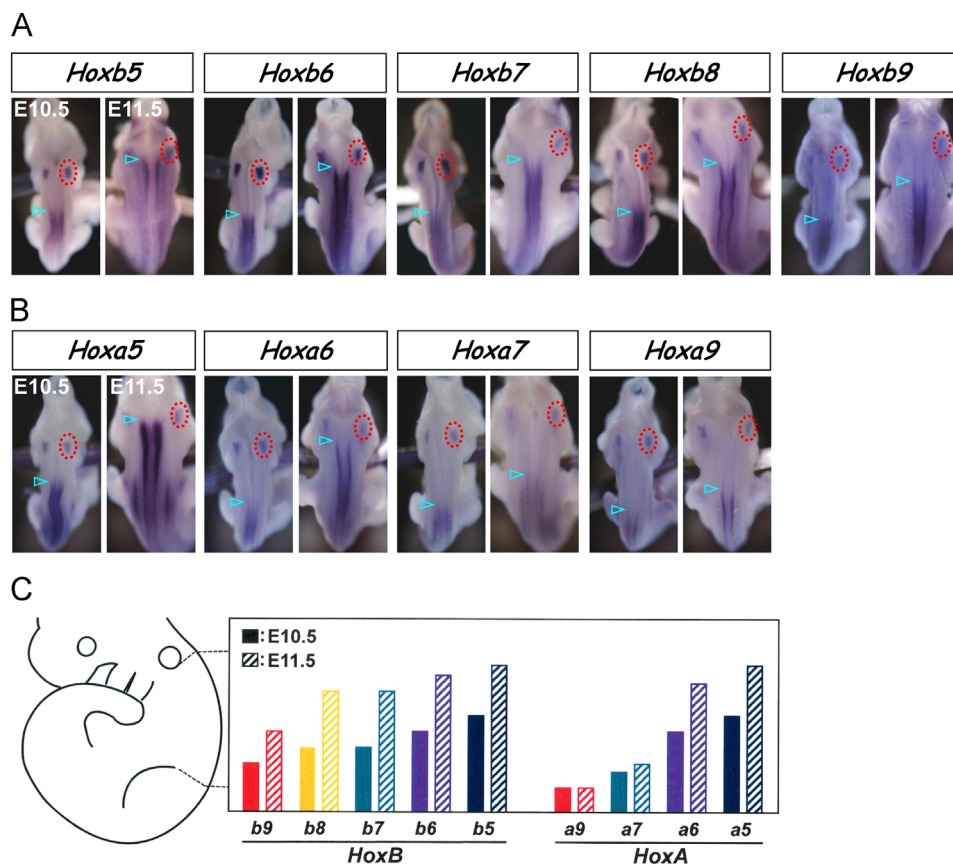 A
Hoxb5 Hoxb6 Hoxb7 Hoxb8 Hoxb9
E10.5 E11.5
B
Hoxa5 Hoxa6 Hoxa7 Hoxa9
E10.5 E11.5
C
:E10.5
:E11.5
b9 b8 b7 b6 b5 a9 a7 a6 a5
HoxB HoxA